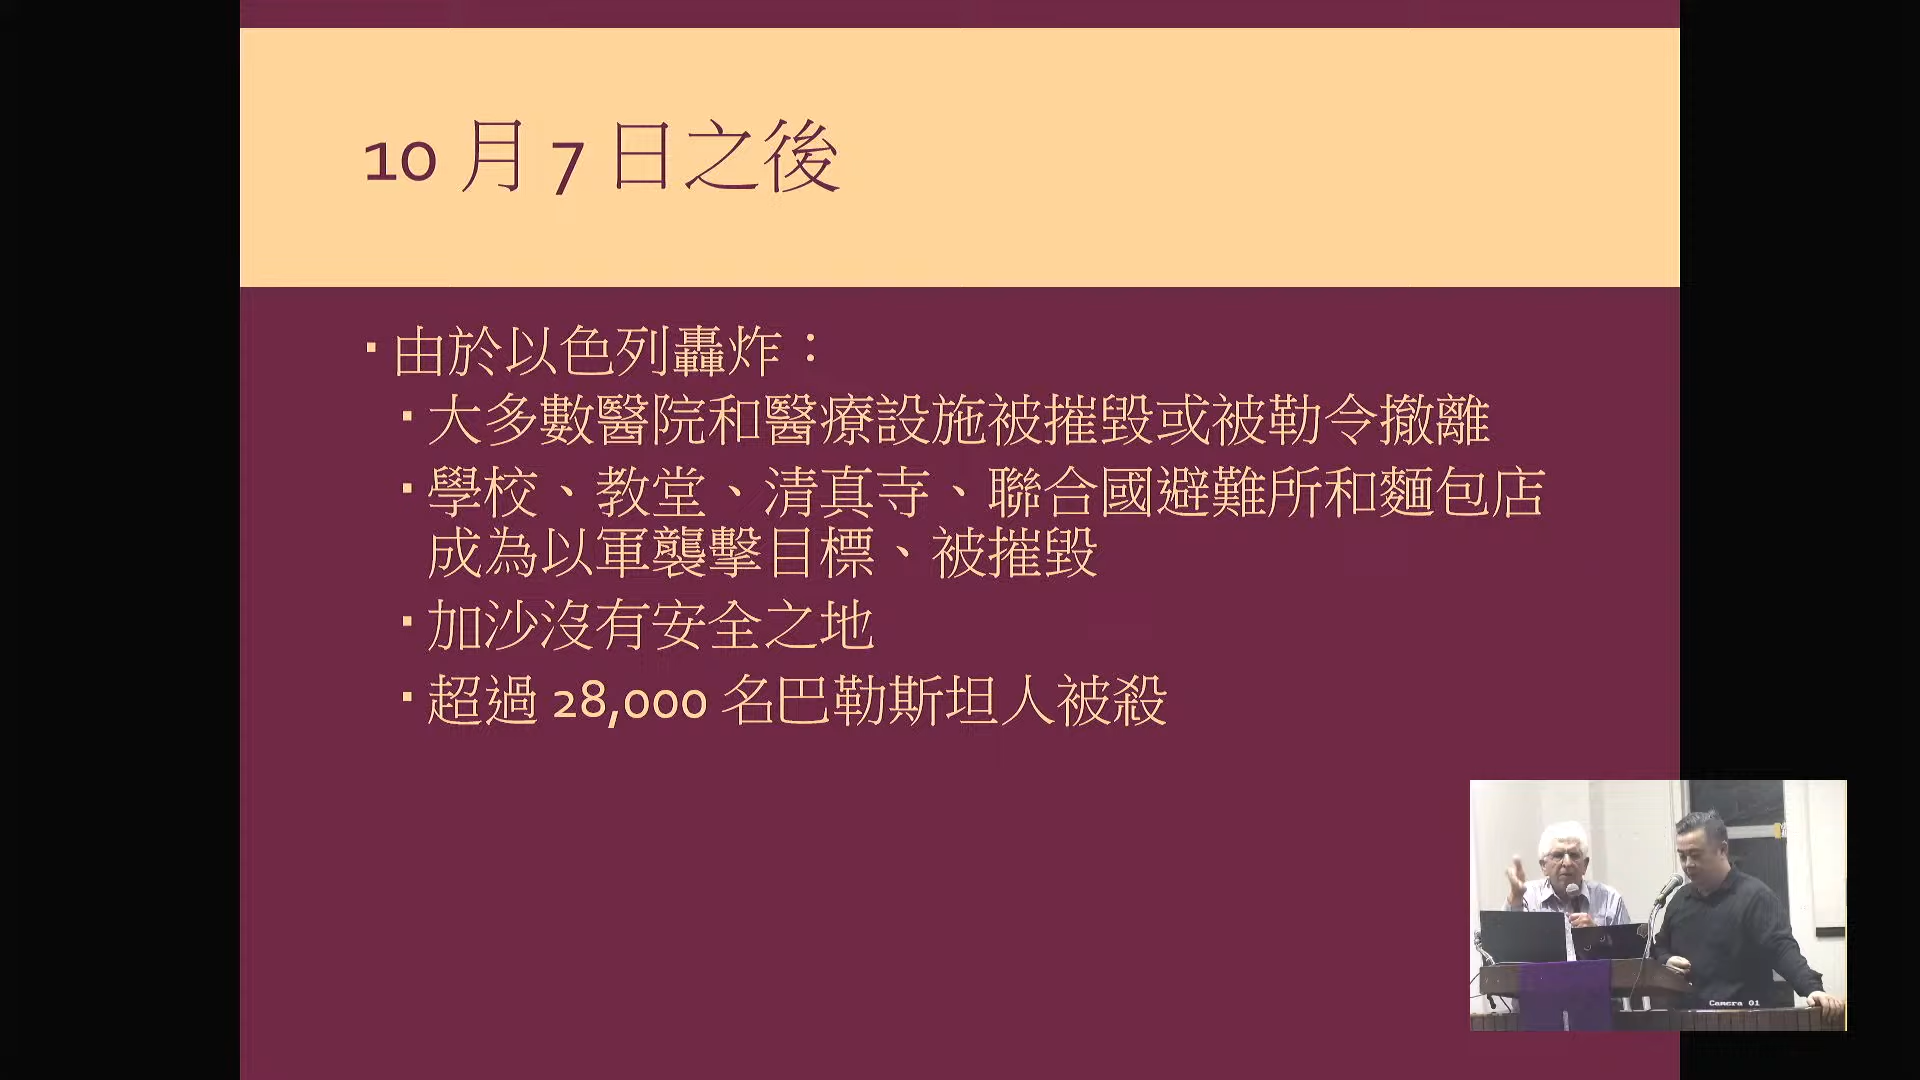 10 月 7 日之後
▪ 由於以色列轟炸：
▪ 大多數醫院和醫療設施被摧毀或被勒令撤離
▪ 學校、教堂、清真寺、聯合國避難所和麵包店
成為以軍襲擊目標、被摧毀
▪ 加沙沒有安全之地
▪ 超過 28,000 名巴勒斯坦人被殺
Camera 01